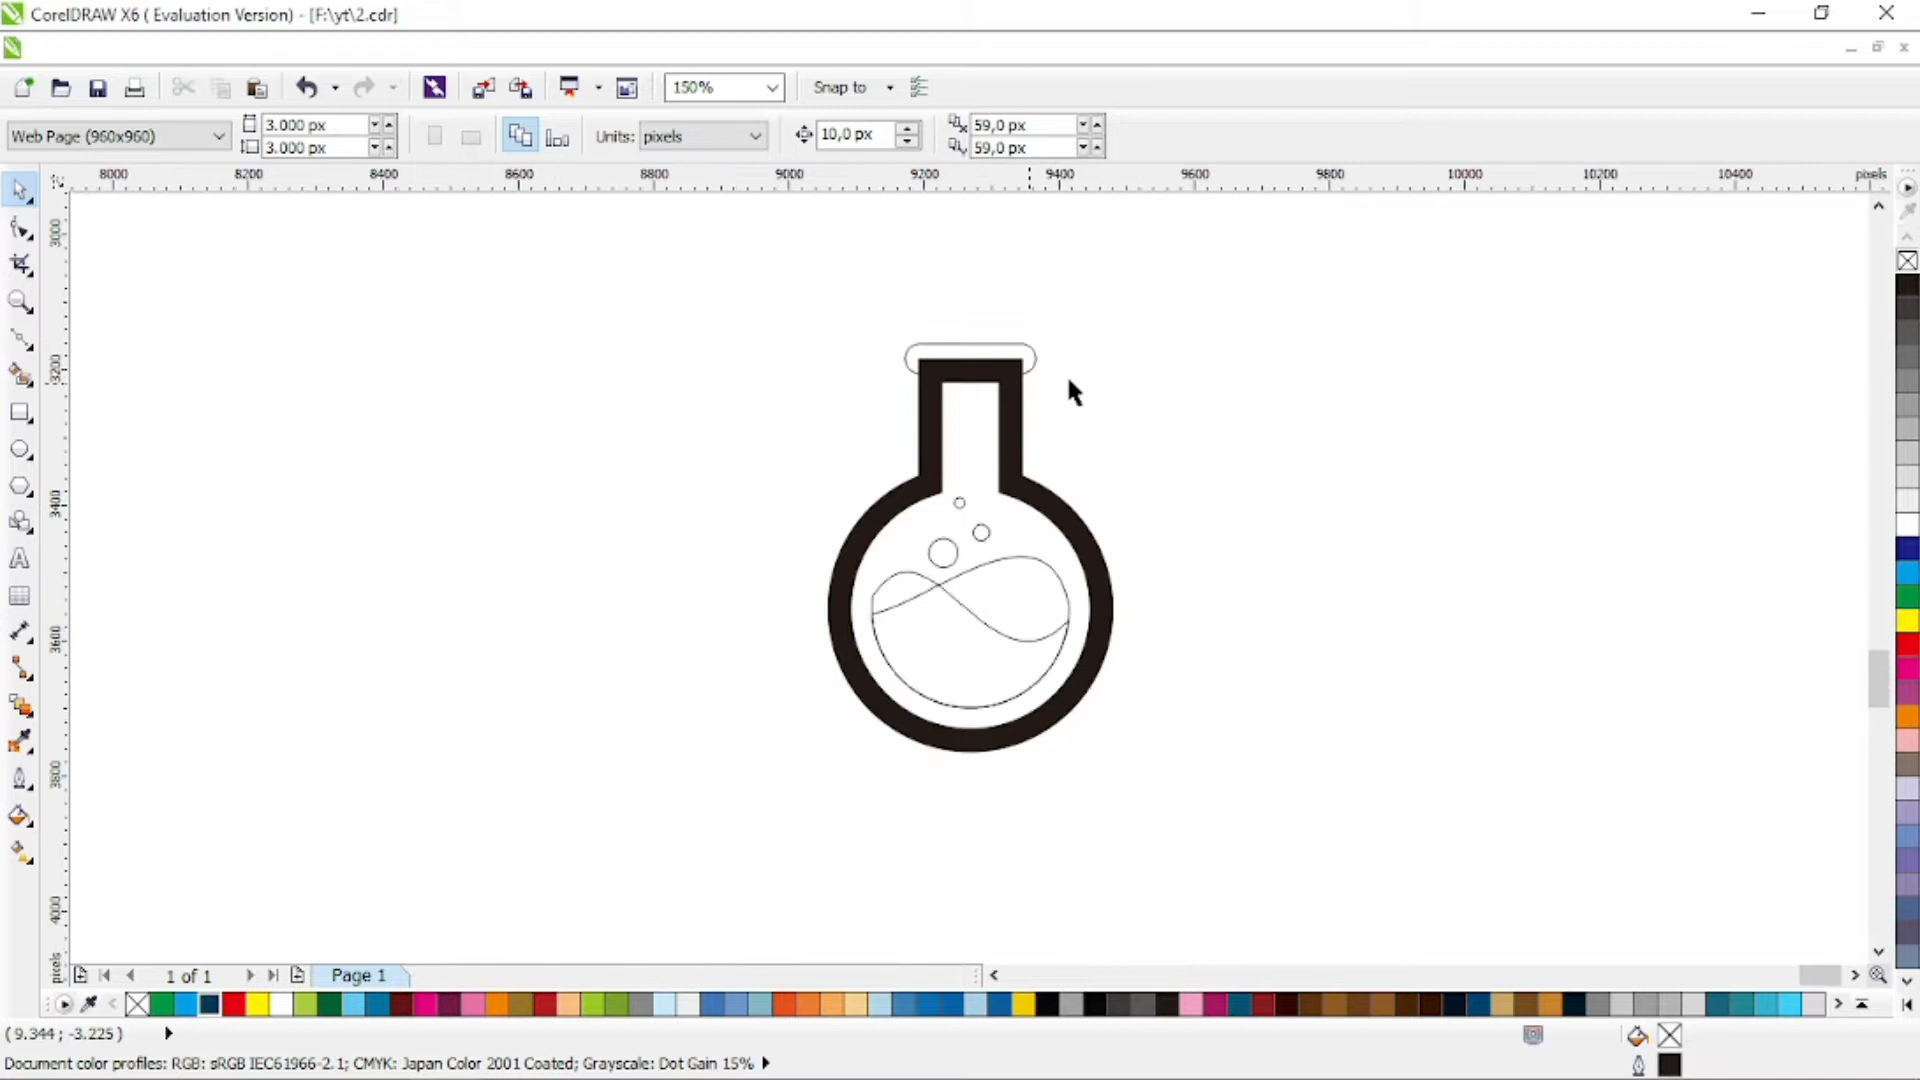 CorelDRAW X6 ( Evaluation Version) - [F:\yt\2.cdr]
150%
Snap to
Web Page (960x960)
3.000 px
3.000 px
Units:
pixels
10,0 px
59,0 px
59,0 px
8000 8200 8400 8600 8800 9000 9200 9400 9600 9800 10000 10200 10400 pixels
3000
3200
3400
3600
3800
4000
pixels
1 of 1
Page 1
( 9.344 ; -3.225 )
Document color profiles: RGB: sRGB IEC61966-2.1; CMYK: Japan Color 2001 Coated; Grayscale: Dot Gain 15%